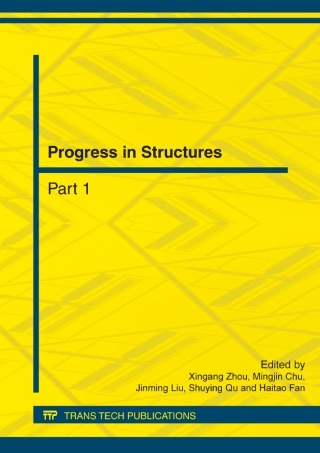 Progress in Structures
Part 1
Edited by
Xingang Zhou, Mingjin Chu,
Jinming Liu, Shuying Qu and Haitao Fan
TTP TRANS TECH PUBLICATIONS